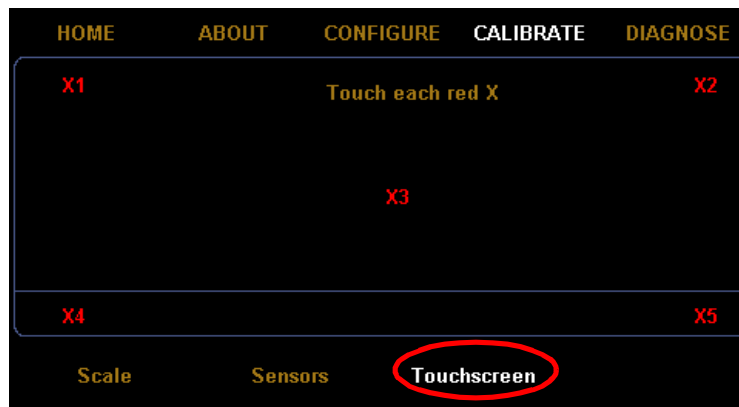 HOME ABOUT CONFIGURE CALIBRATE DIAGNOSE
X1 Touch each red X X2
X3
X4 X5
Scale Sensors Touchscreen